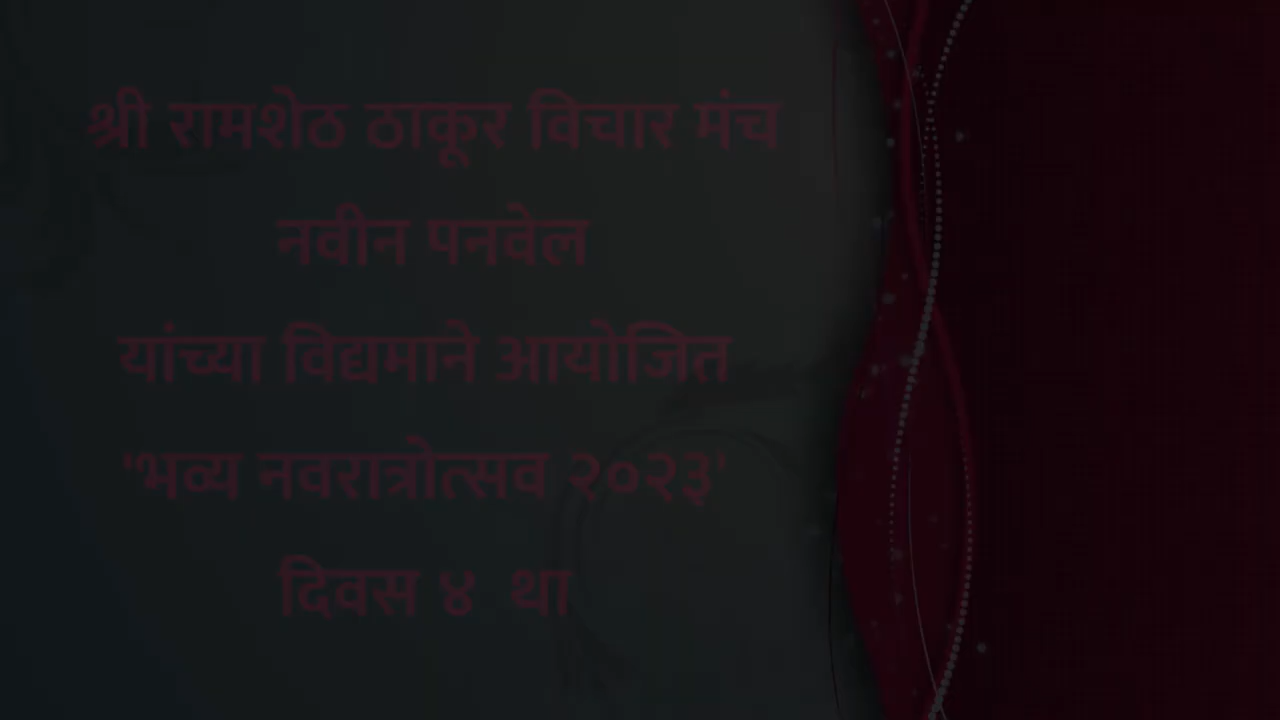 श्री रामशेठ ठाकूर विचार मंच
नवीन पनवेल
यांच्या विद्यमाने आयोजित
"भव्य नवरात्रोत्सव २०२३'
दिवस ४ था